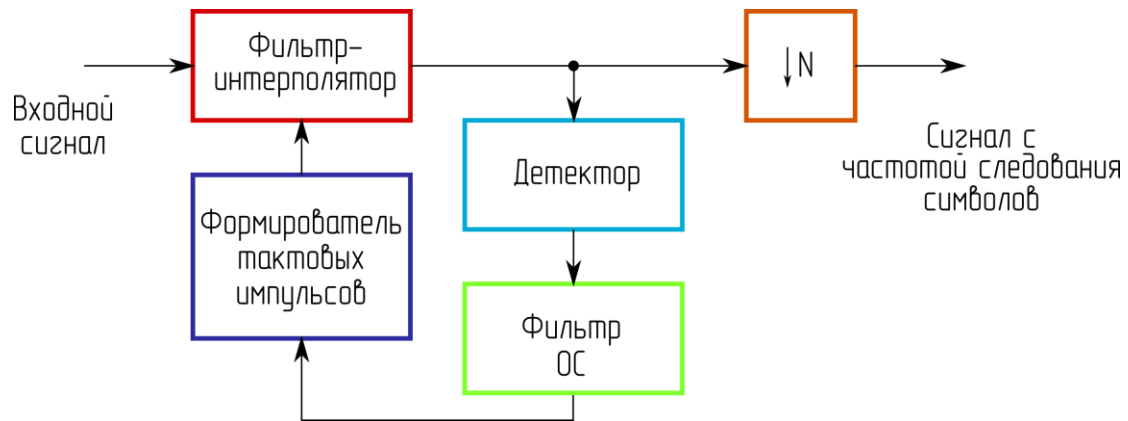 Фильтр-
интерполятор
↓N
Входной
сигнал
Детектор
Сигнал с
частотой следования
символов
Формирователь
тактовых
импульсов
Фильтр
ОС